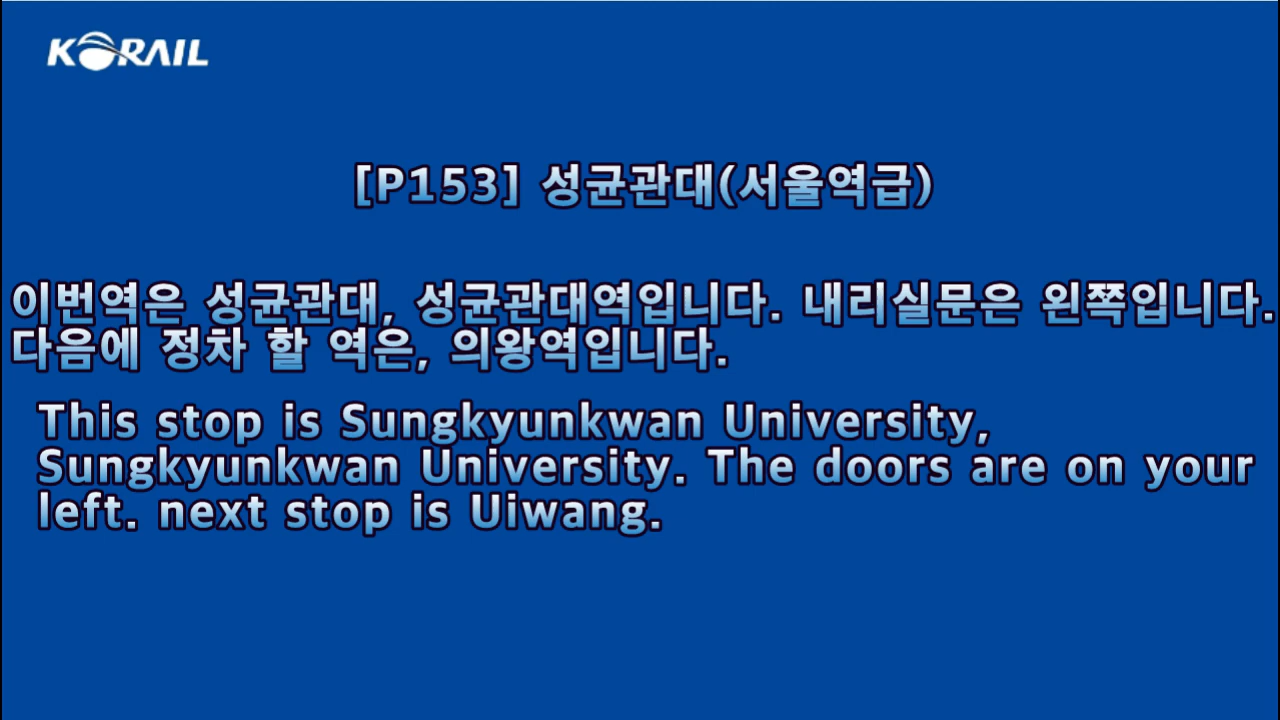 KORAIL
[P153] 성균관대(서울역급)
이번역은 성균관대, 성균관대역입니다. 내리실문은 왼쪽입니다.
다음에 정차 할 역은, 의왕역입니다.
This stop is Sungkyunkwan University,
Sungkyunkwan University. The doors are on your
left. next stop is Uiwang.